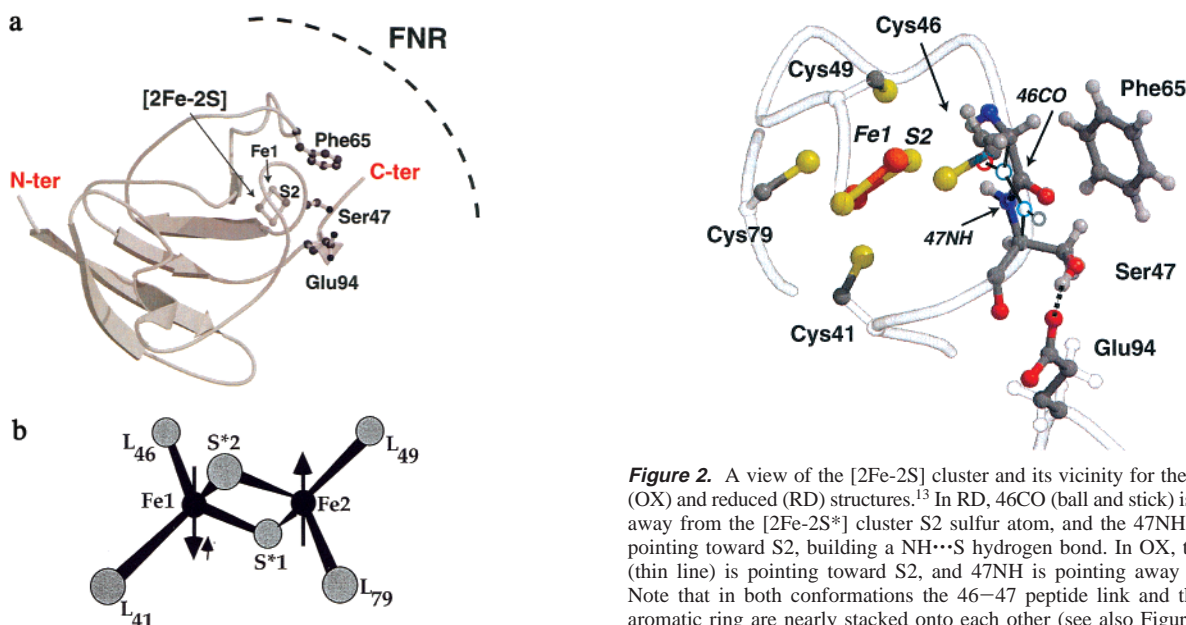 a
FNR
[2Fe-2S]
Phe65
Fe1
S2
N-ter
C-ter
Ser47
Glu94
b
L46
S*2
L49
Fe1
Fe2
S*1
L41
L79
Cys46
Cys49
46CO
Phe65
Fe1 S2
Cys79
47NH
Ser47
Cys41
Glu94
Figure 2. A view of the [2Fe-2S] cluster and its vicinity for the
(OX) and reduced (RD) structures.13 In RD, 46CO (ball and stick) is
away from the [2Fe-2S*] cluster S2 sulfur atom, and the 47NH
pointing toward S2, building a NH···S hydrogen bond. In OX, t
(thin line) is pointing toward S2, and 47NH is pointing away
Note that in both conformations the 46−47 peptide link and th
aromatic ring are nearly stacked onto each other (see also Figur